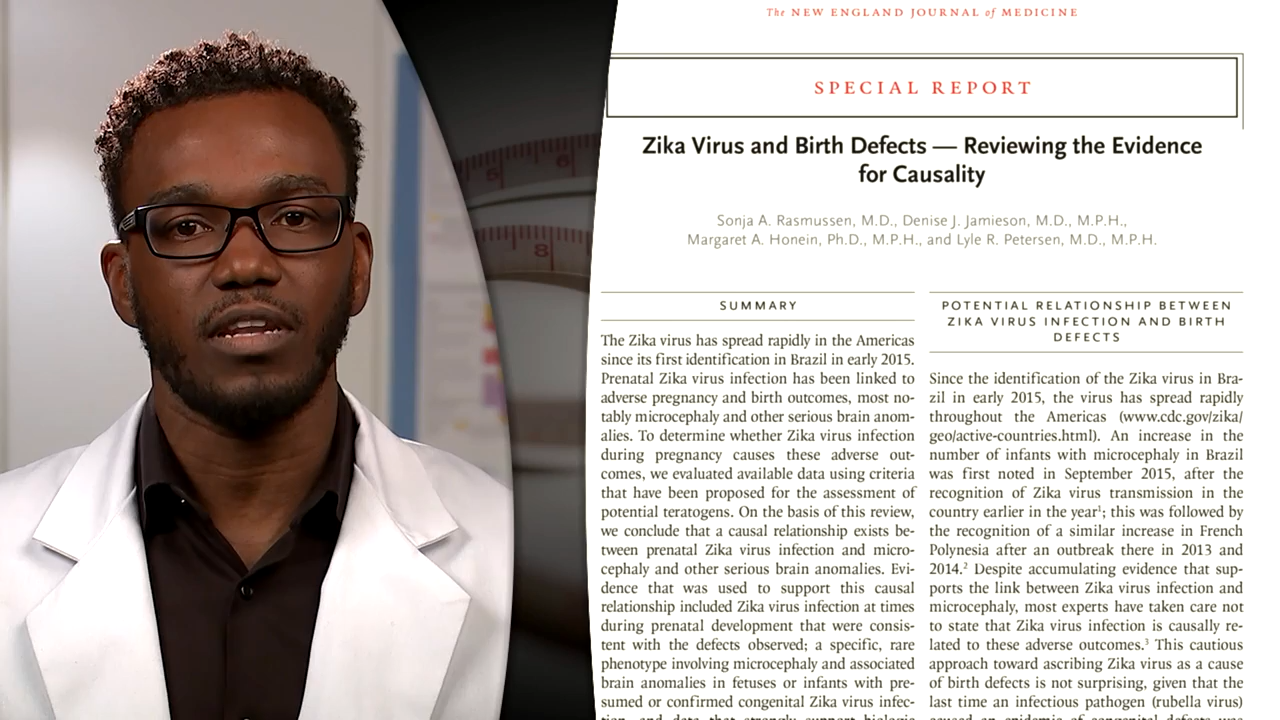 The NEW ENGLAND JOURNAL of MEDICINE
SPECIAL REPORT
Zika Virus and Birth Defects — Reviewing the Evidence
for Causality
Sonja A. Rasmussen, M.D., Denise J. Jamieson, M.D., M.P.H.,
Margaret A. Honein, Ph.D., M.P.H., and Lyle R. Petersen, M.D., M.P.H.
SUMMARY
The Zika virus has spread rapidly in the Americas
since its first identification in Brazil in early 2015.
Prenatal Zika virus infection has been linked to
adverse pregnancy and birth outcomes, most no-
tably microcephaly and other serious brain anom-
alies. To determine whether Zika virus infection
during pregnancy causes these adverse out-
comes, we evaluated available data using criteria
that have been proposed for the assessment of
potential teratogens. On the basis of this review,
we conclude that a causal relationship exists be-
tween prenatal Zika virus infection and micro-
cephaly and other serious brain anomalies. Evi-
dence that was used to support this causal
relationship included Zika virus infection at times
during prenatal development that were consis-
tent with the defects observed; a specific, rare
phenotype involving microcephaly and associated
brain anomalies in fetuses or infants with pre-
sumed or confirmed congenital Zika virus infec-
tion, and data that strongly support biologic
POTENTIAL RELATIONSHIP BETWEEN
ZIKA VIRUS INFECTION AND BIRTH
DEFECTS
Since the identification of the Zika virus in Bra-
zil in early 2015, the virus has spread rapidly
throughout the Americas (www.cdc.gov/zika/
geo/active-countries.html). An increase in the
number of infants with microcephaly in Brazil
was first noted in September 2015, after the
recognition of Zika virus transmission in the
country earlier in the year¹; this was followed by
the recognition of a similar increase in French
Polynesia after an outbreak there in 2013 and
2014.² Despite accumulating evidence that sup-
ports the link between Zika virus infection and
microcephaly, most experts have taken care not
to state that Zika virus infection is causally re-
lated to these adverse outcomes.³ This cautious
approach toward ascribing Zika virus as a cause
of birth defects is not surprising, given that the
last time an infectious pathogen (rubella virus)
caused an epidemic of congenital defects was
5 6
8